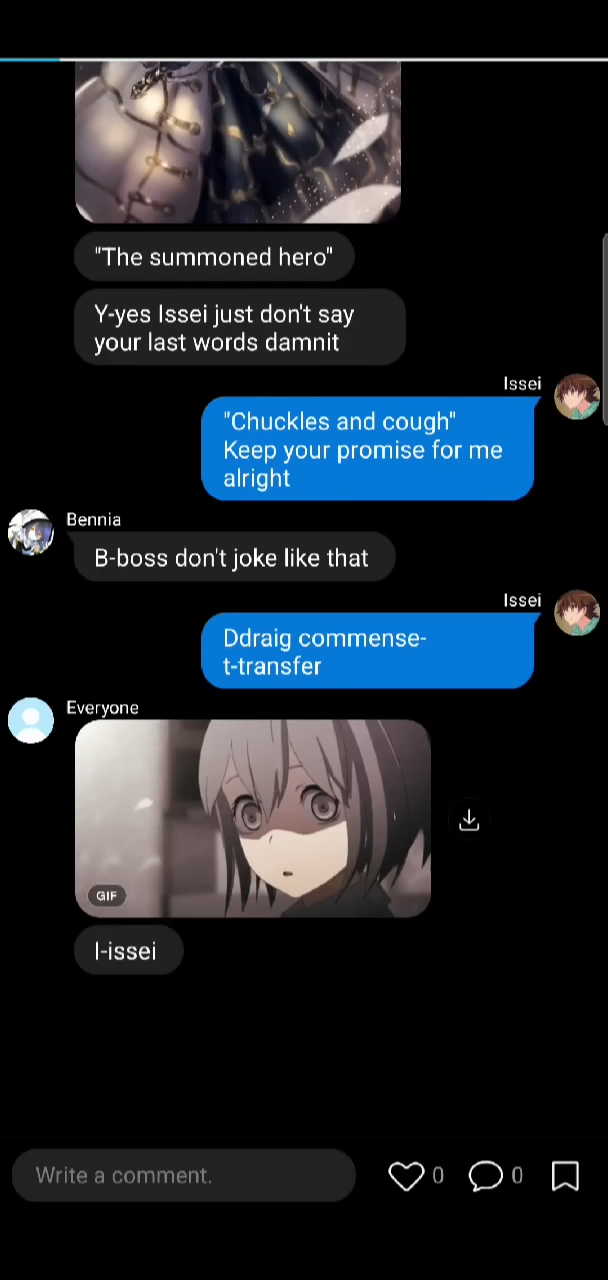 "The summoned hero"
Y-yes Issei just don't say
your last words damnit
Issei
"Chuckles and cough"
Keep your promise for me
alright
Bennia
B-boss don't joke like that
Issei
Ddraig commense-
t-transfer
Everyone
GIF
I-issei
Write a comment.
0
0